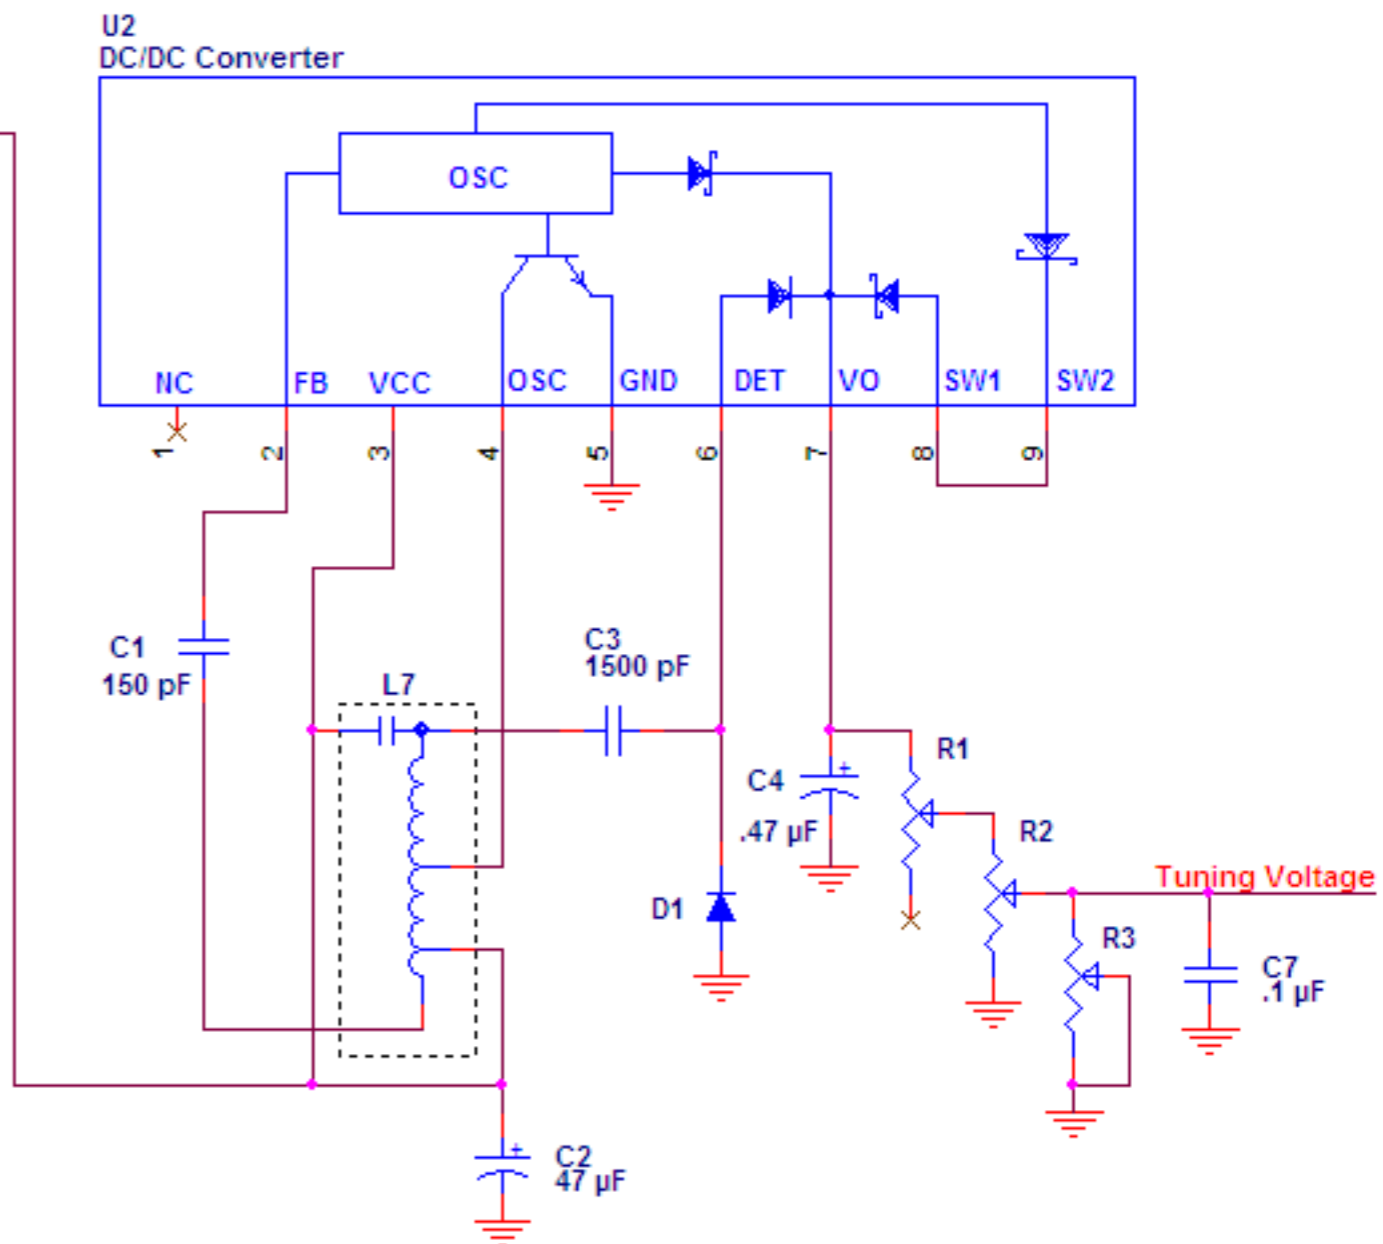 U2
DC/DC Converter
OSC
NC
FB
VCC
OSC
GND
DET
VO
SW1
SW2
1
2
3
4
5
6
7
8
9
C1
150 pF
L7
C3
1500 pF
C4
+
.47 µF
R1
R2
Tuning Voltage
D1
R3
C7
.1 µF
+
C2
47 µF